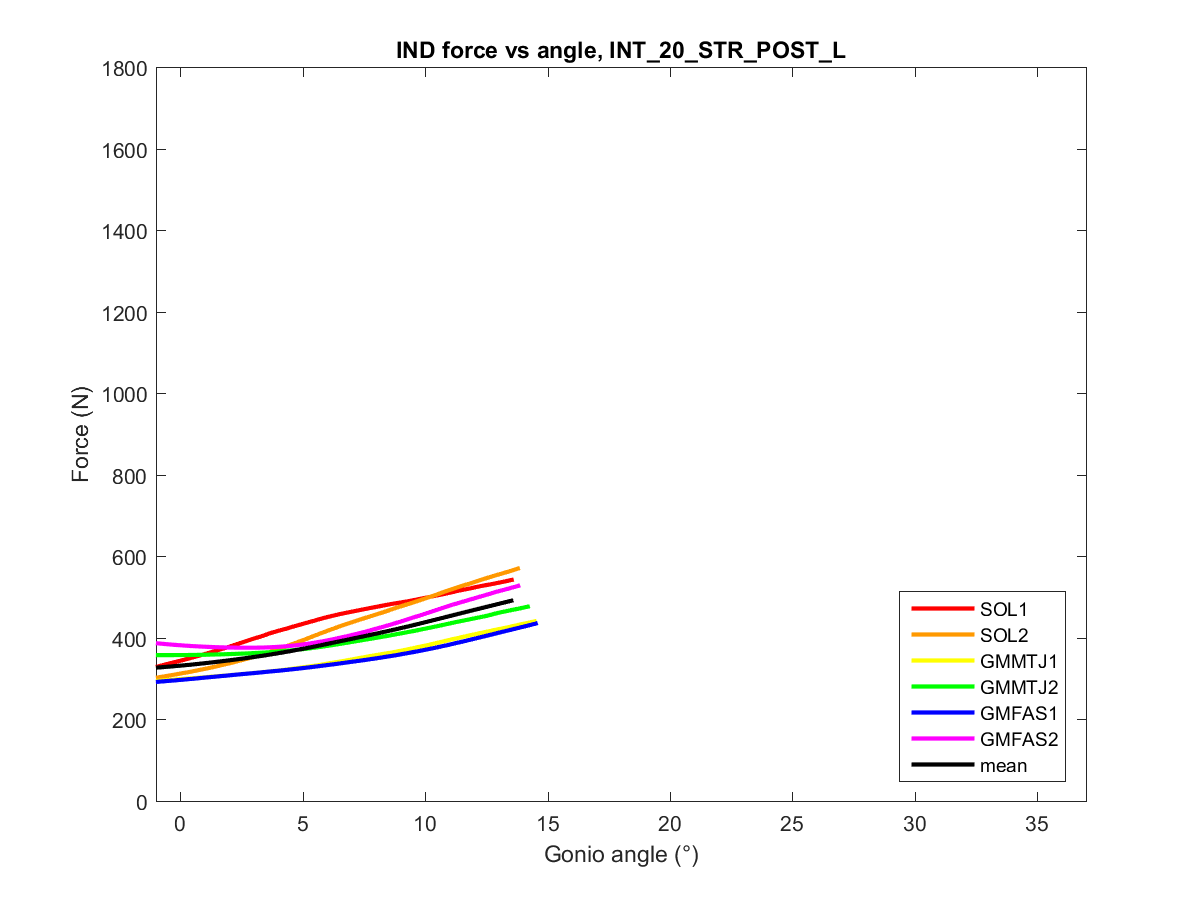 IND force vs angle, INT_20_STR_POST_L
1800
1600
1400
1200
1000
800
600
400
200
0
Force (N)
0 5 10 15 20 25 30 35
Gonio angle (°)
SOL1
SOL2
GMMTJ1
GMMTJ2
GMFAS1
GMFAS2
mean